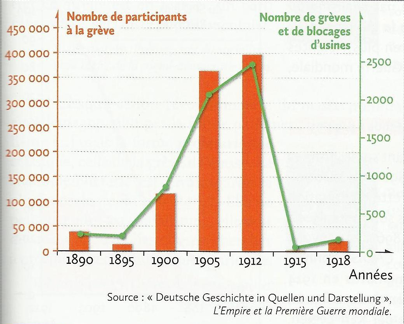 Nombre de participants
à la grève
Nombre de grèves
et de blocages
d'usines
450 000
400 000
350 000
300 000
250 000
200 000
150 000
100 000
50 000
0
2500
2000
1500
1000
500
0
1890 1895 1900 1905 1912 1915 1918
Années
Source : « Deutsche Geschichte in Quellen und Darstellung »,
L'Empire et la Première Guerre mondiale.